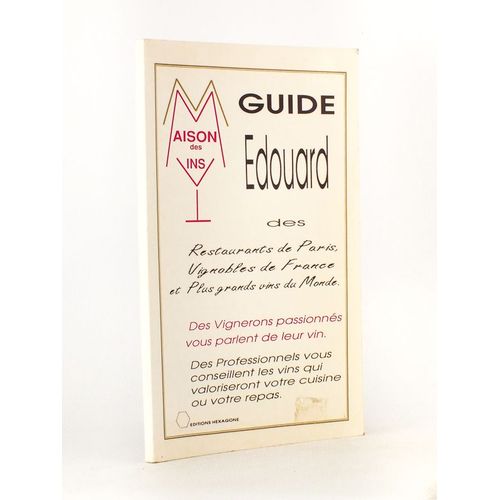 GUIDE
MAISON
des
VINS
Edouard
des
Restaurants de Paris,
Vignobles de France
et Plus grands vins du Monde.
Des Vignerons passionnés
vous parlent de leur vin.
Des Professionnels vous
conseillent les vins qui
valoriseront votre cuisine
ou votre repas.
EDITIONS HEXAGONE